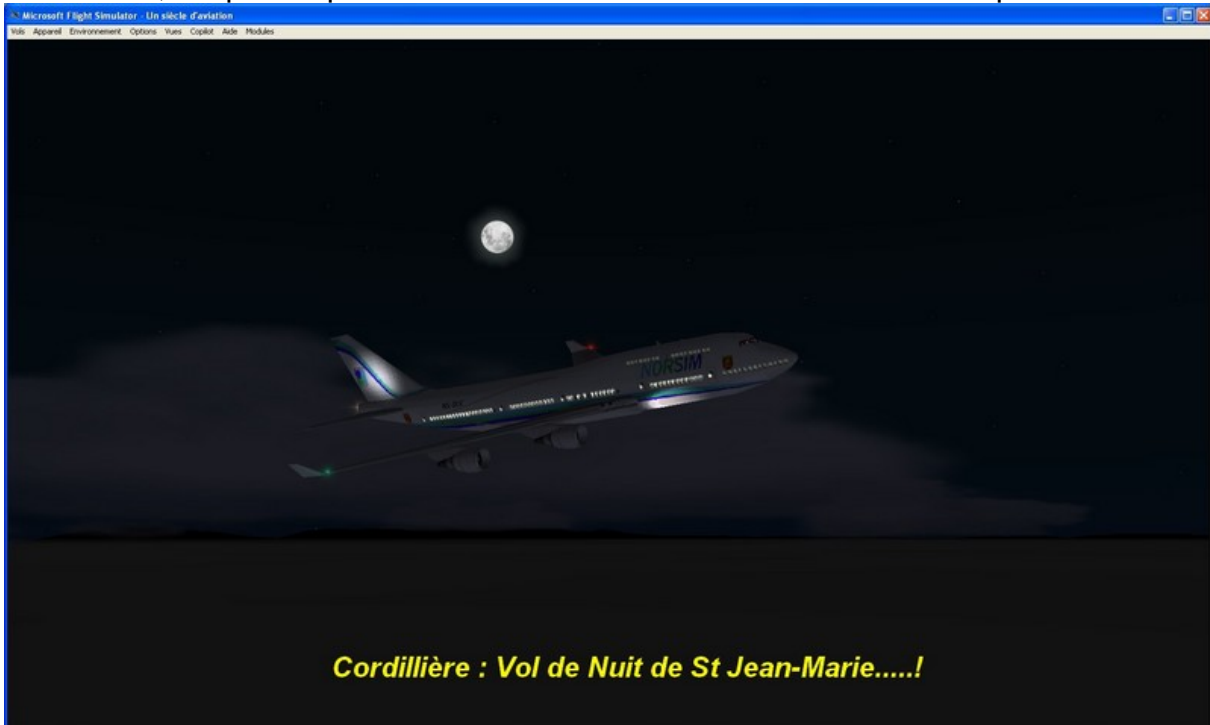 Microsoft Flight Simulator - Un siècle d'aviation
Vols Appareil Environnement Options Vues Copilot Aide Modules
NORSIM
Cordillière : Vol de Nuit de St Jean-Marie.....!